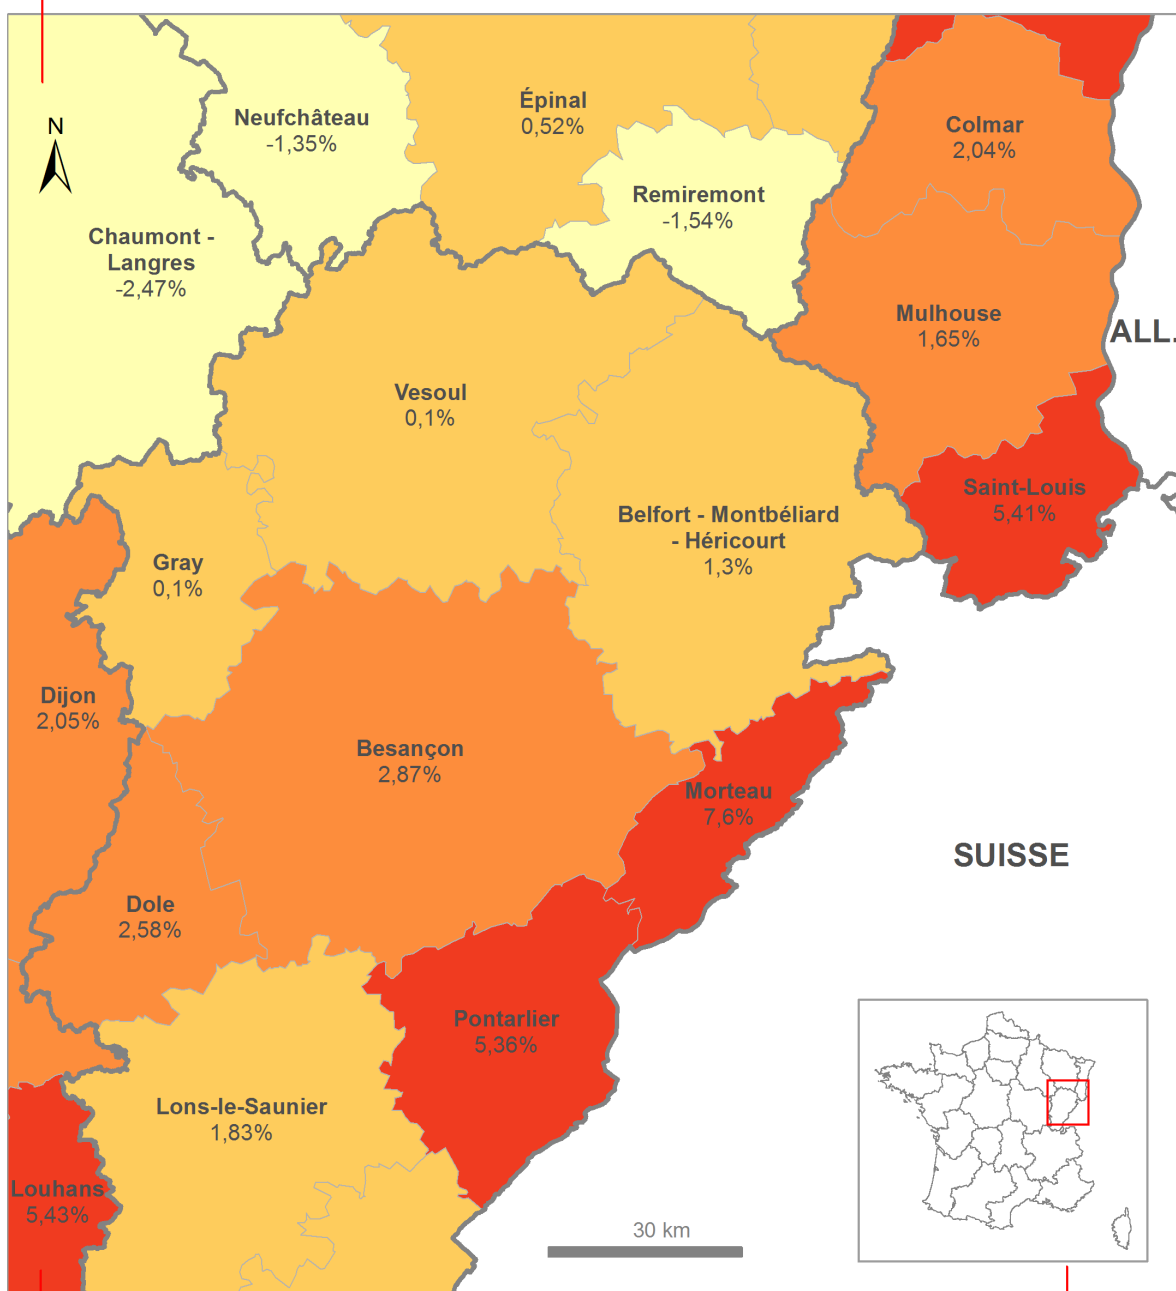 N
Épinal
0,52%
Neufchâteau
-1,35%
Colmar
2,04%
Remiremont
-1,54%
Chaumont -
Langres
-2,47%
Mulhouse
1,65%
ALL.
Vesoul
0,1%
Saint-Louis
5,41%
Belfort - Montbéliard
- Héricourt
1,3%
Gray
0,1%
Dijon
2,05%
Besançon
2,87%
Morteau
7,6%
SUISSE
Dole
2,58%
Pontarlier
5,36%
Lons-le-Saunier
1,83%
Louhans
5,43%
30 km